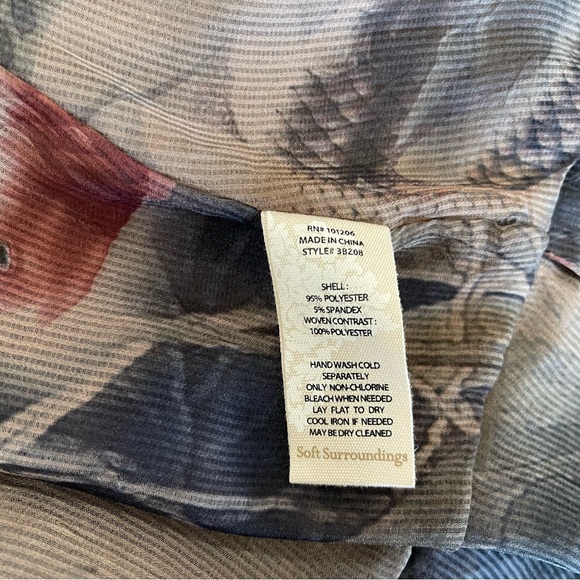 RN# 101206
MADE IN CHINA
STYLE# 3BZ08
SHELL :
95% POLYESTER
5% SPANDEX
WOVEN CONTRAST :
100% POLYESTER
HAND WASH COLD
SEPARATELY
ONLY NON-CHLORINE
BLEACH WHEN NEEDED
LAY FLAT TO DRY
COOL IRON IF NEEDED
MAY BE DRY CLEANED
Soft Surroundings